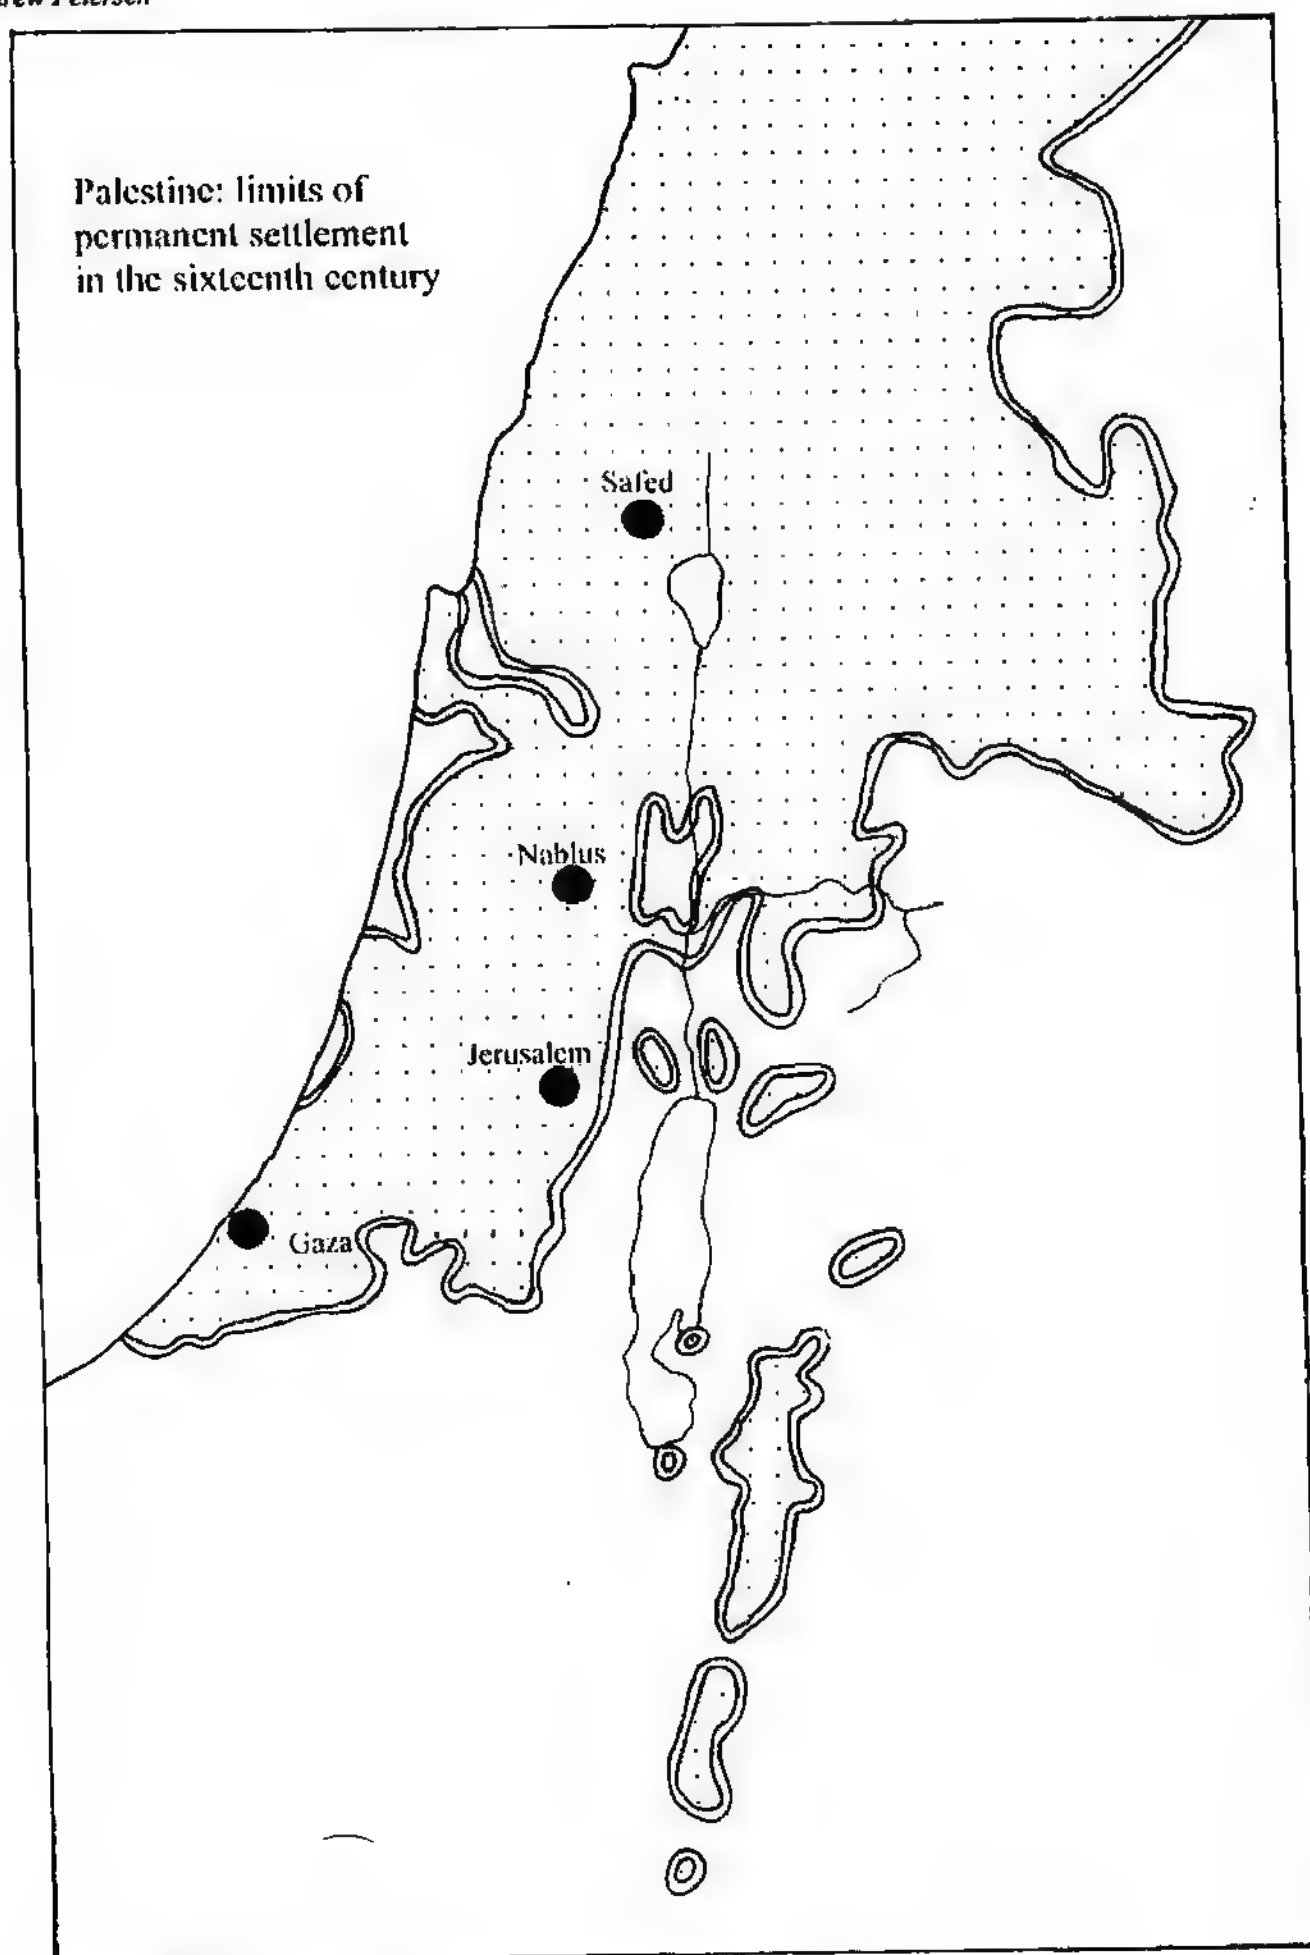 Palestine: limits of
permanent settlement
in the sixteenth century
Safed
Nablus
Jerusalem
Gaza